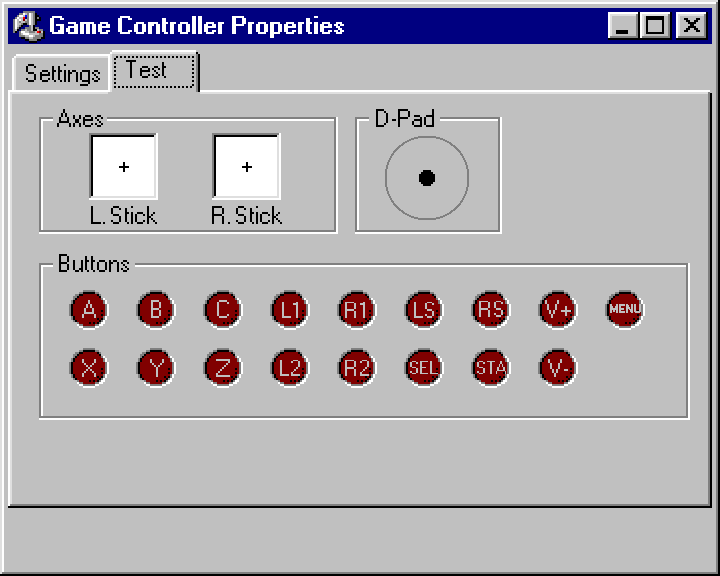 Game Controller Properties
Settings Test
Axes D-Pad
L.Stick R.Stick
Buttons
A B C L1 R1 LS RS V+ MENU
X Y Z L2 R2 SEL STA V-